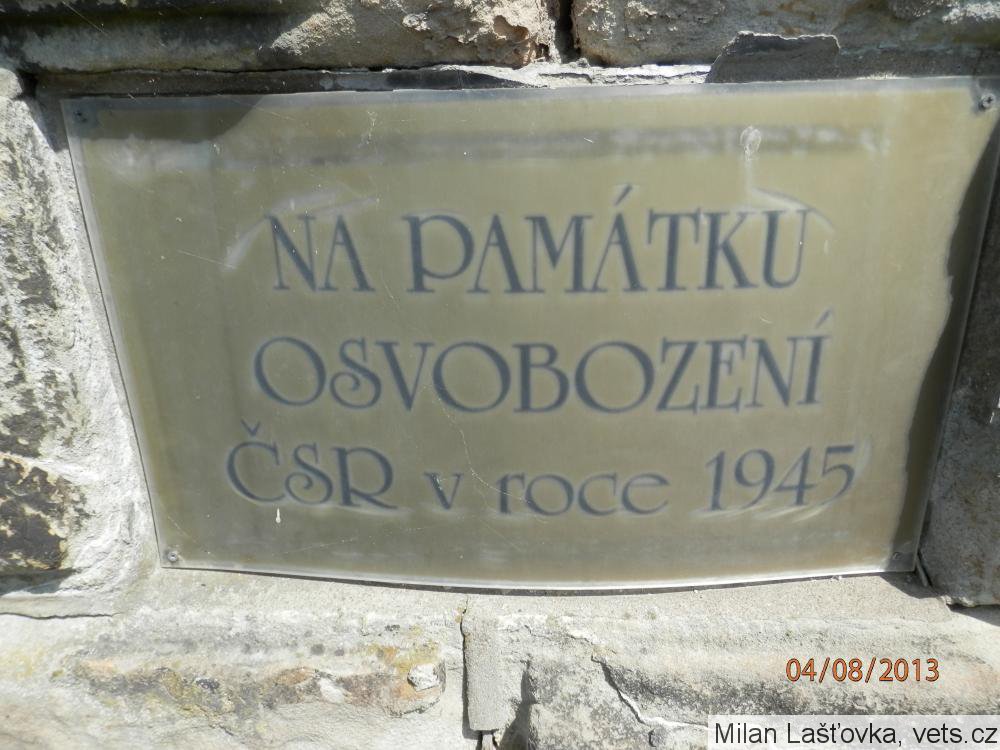 NA PAMÁTKU
OSVOBOZENÍ
ČSR v roce 1945
04/08/2013
Milan Lašťovka, vets.cz